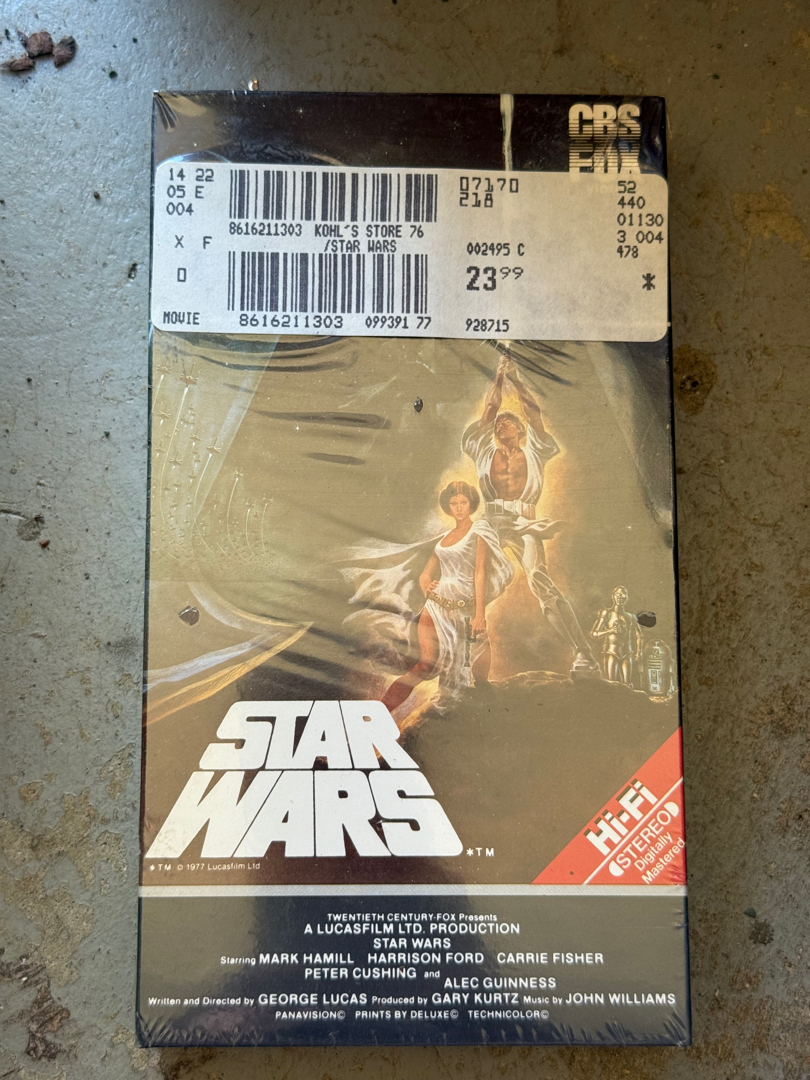 CBS
FOX
14 22
05 E
004
X F
0
MOVIE
8616211303 KOHL'S STORE 76
/STAR WARS
8616211303 099391 77
07170
218
002495 C
23⁹⁹
928715
52
440
01130
3 004
478
*
STAR
WARS
*TM
*TM © 1977 Lucasfilm Ltd
Hi-Fi
STEREO
Digitally
Mastered
TWENTIETH CENTURY-FOX Presents
A LUCASFILM LTD. PRODUCTION
STAR WARS
Starring MARK HAMILL HARRISON FORD CARRIE FISHER
PETER CUSHING and
ALEC GUINNESS
Written and Directed by GEORGE LUCAS Produced by GARY KURTZ Music by JOHN WILLIAMS
PANAVISION© PRINTS BY DELUXE© TECHNICOLOR©